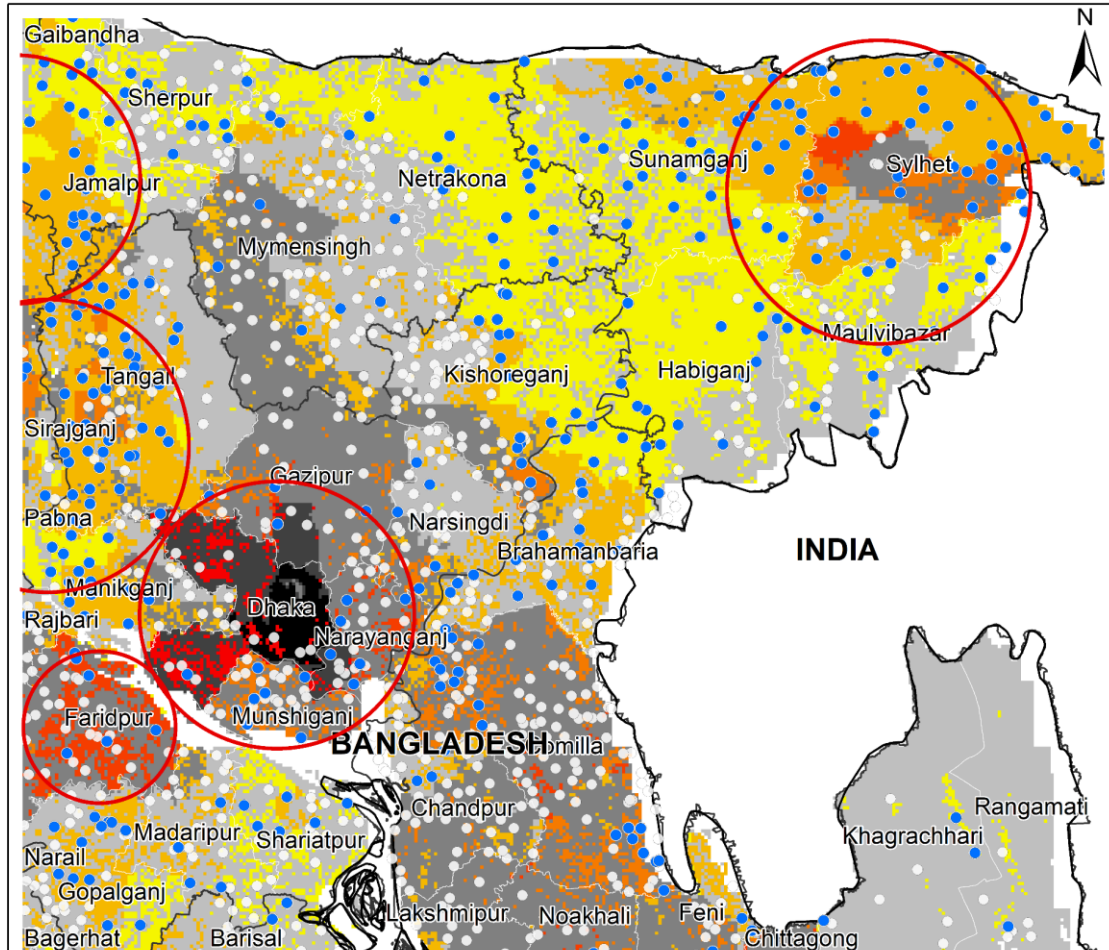 N
Gaibandha
Sherpur
Jamalpur
Netrakona
Sunamganj
Sylhet
Mymensingh
Maulvibazar
Tangail
Kishoreganj
Habiganj
Sirajganj
Gazipur
Pabna
Narsingdi
Brahamanbaria
INDIA
Manikganj
Rajbari
Dhaka
Narayanganj
Faridpur
Munshiganj
BANGLADESH
omilla
Chandpur
Rangamati
Madaripur
Shariatpur
Khagrachhari
Narail
Gopalganj
Lakshmipur
Noakhali
Feni
Bagerhat
Barisal
Chittagong